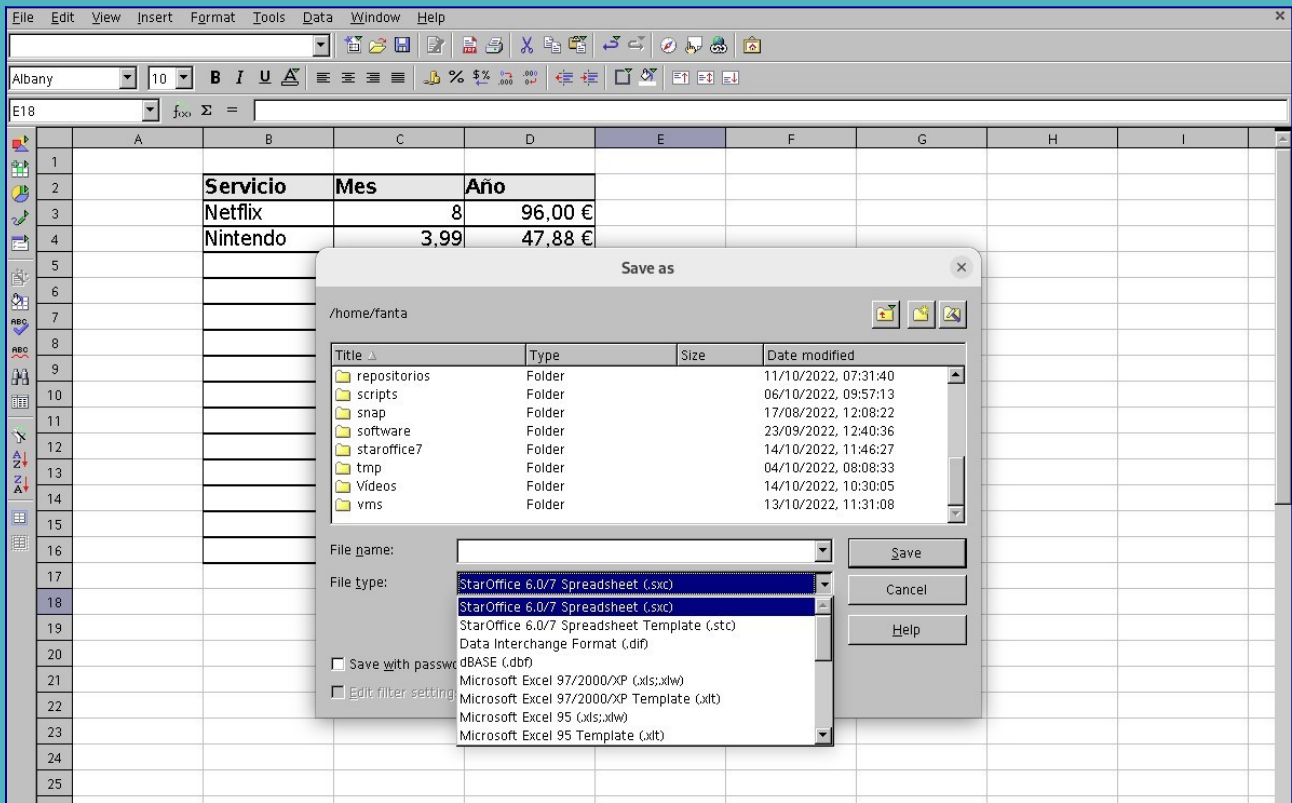 File Edit View Insert Format Tools Data Window Help
Albany 10 B I U A
E18 f(x) Σ =
A B C D E F G H I
1
2 Servicio Mes Año
3 Netflix 8 96,00 €
4 Nintendo 3,99 47,88 €
5
6
7
8
9
10
11
12
13
14
15
16
17
18
19
20
21
22
23
24
25
Save as
/home/fanta
Title Type Size Date modified
repositorios Folder 11/10/2022, 07:31:40
scripts Folder 06/10/2022, 09:57:13
snap Folder 17/08/2022, 12:08:22
software Folder 23/09/2022, 12:40:36
staroffice7 Folder 14/10/2022, 11:46:27
tmp Folder 04/10/2022, 08:08:33
Vídeos Folder 14/10/2022, 10:30:05
vms Folder 13/10/2022, 11:31:08
File name: Save
File type: StarOffice 6.0/7 Spreadsheet (.sxc) Cancel
StarOffice 6.0/7 Spreadsheet (.sxc)
StarOffice 6.0/7 Spreadsheet Template (.stc) Help
Data Interchange Format (.dif)
Save with passwo dBASE (.dbf)
Microsoft Excel 97/2000/XP (.xls;.xlw)
Edit filter setting Microsoft Excel 97/2000/XP Template (.xlt)
Microsoft Excel 95 (.xls;.xlw)
Microsoft Excel 95 Template (.xlt)